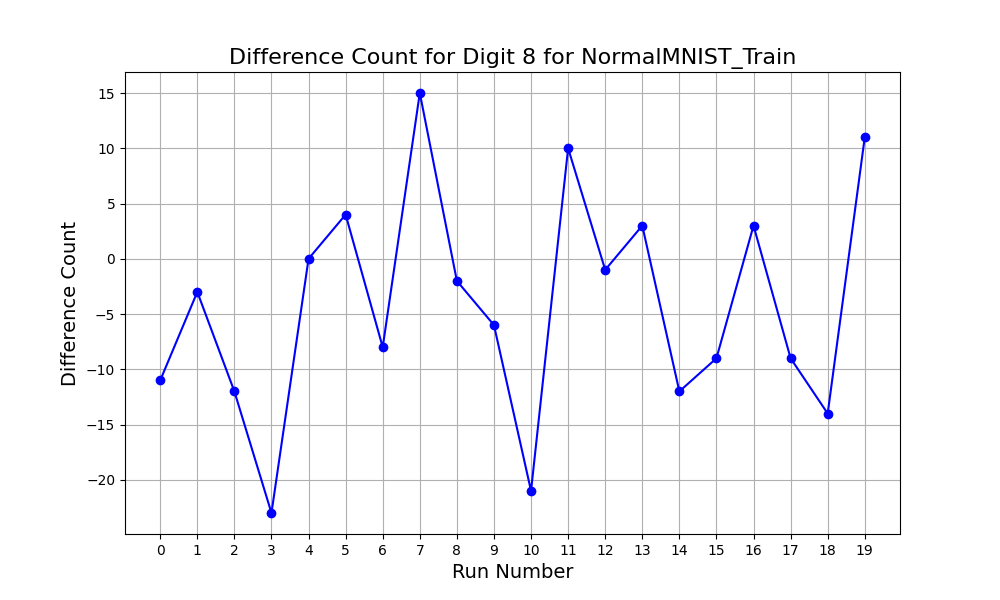 Difference Count for Digit 8 for NormalMNIST_Train
Difference Count
15
10
5
0
−5
−10
−15
−20
0 1 2 3 4 5 6 7 8 9 10 11 12 13 14 15 16 17 18 19
Run Number